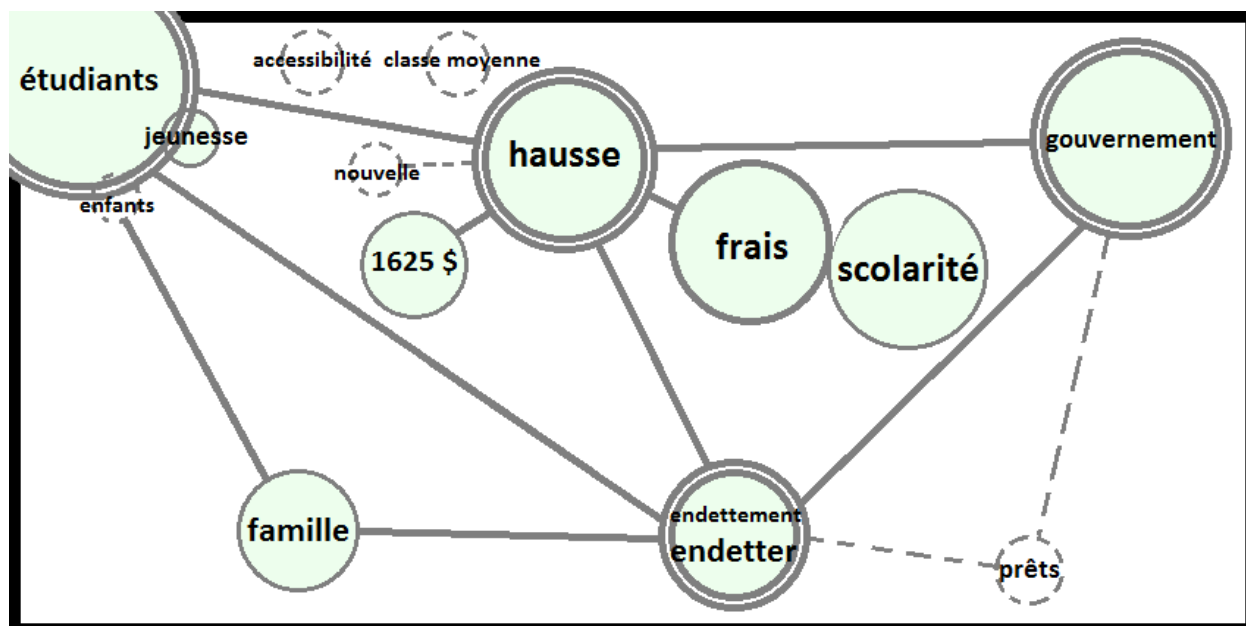 étudiants
accessibilité
classe moyenne
jeunesse
hausse
gouvernement
nouvelle
enfants
1625 $
frais
scolarité
famille
endettement
endetter
prêts